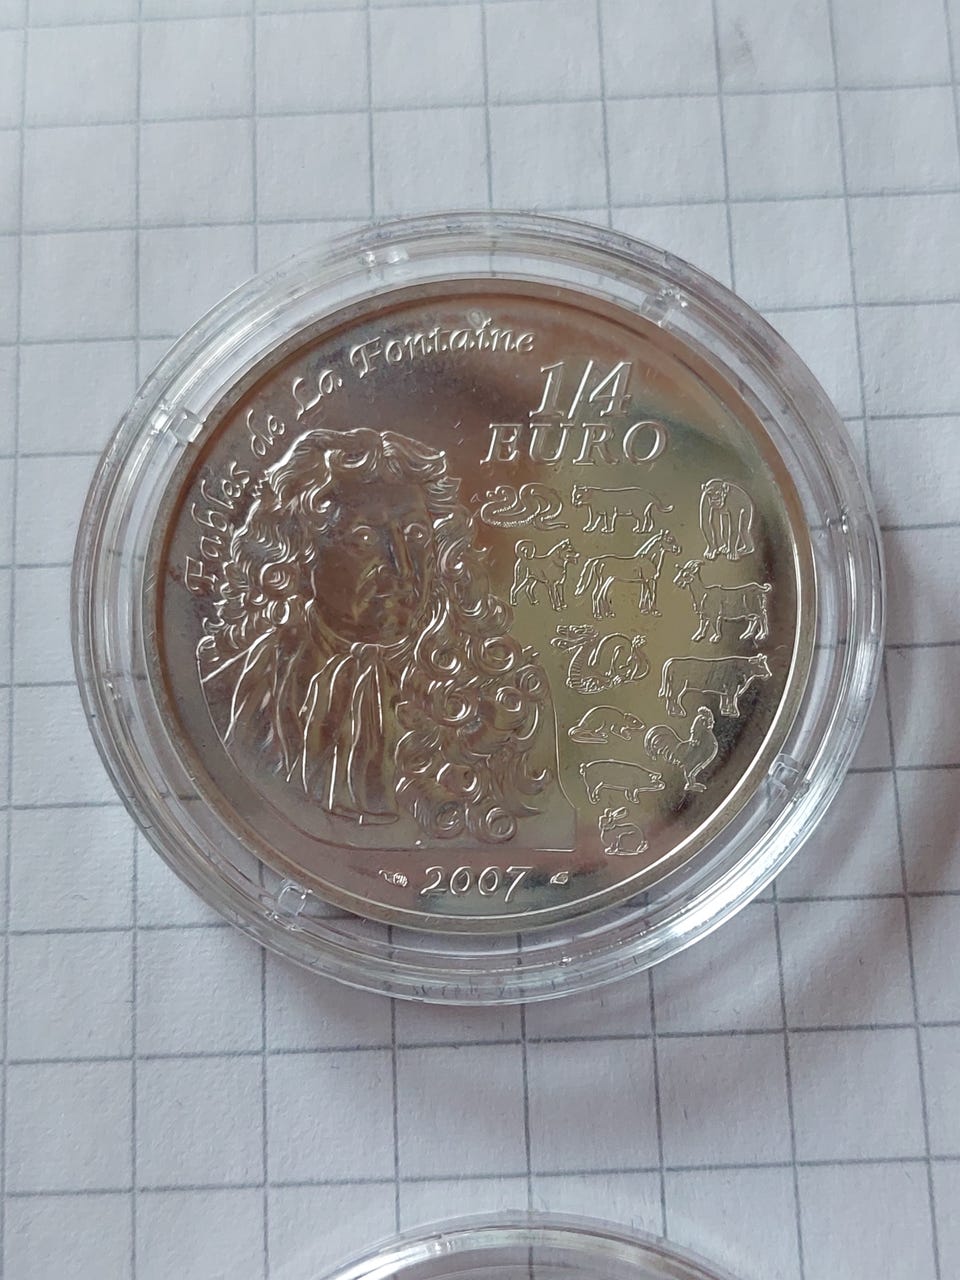 Fables de La Fontaine
1/4
EURO
2007